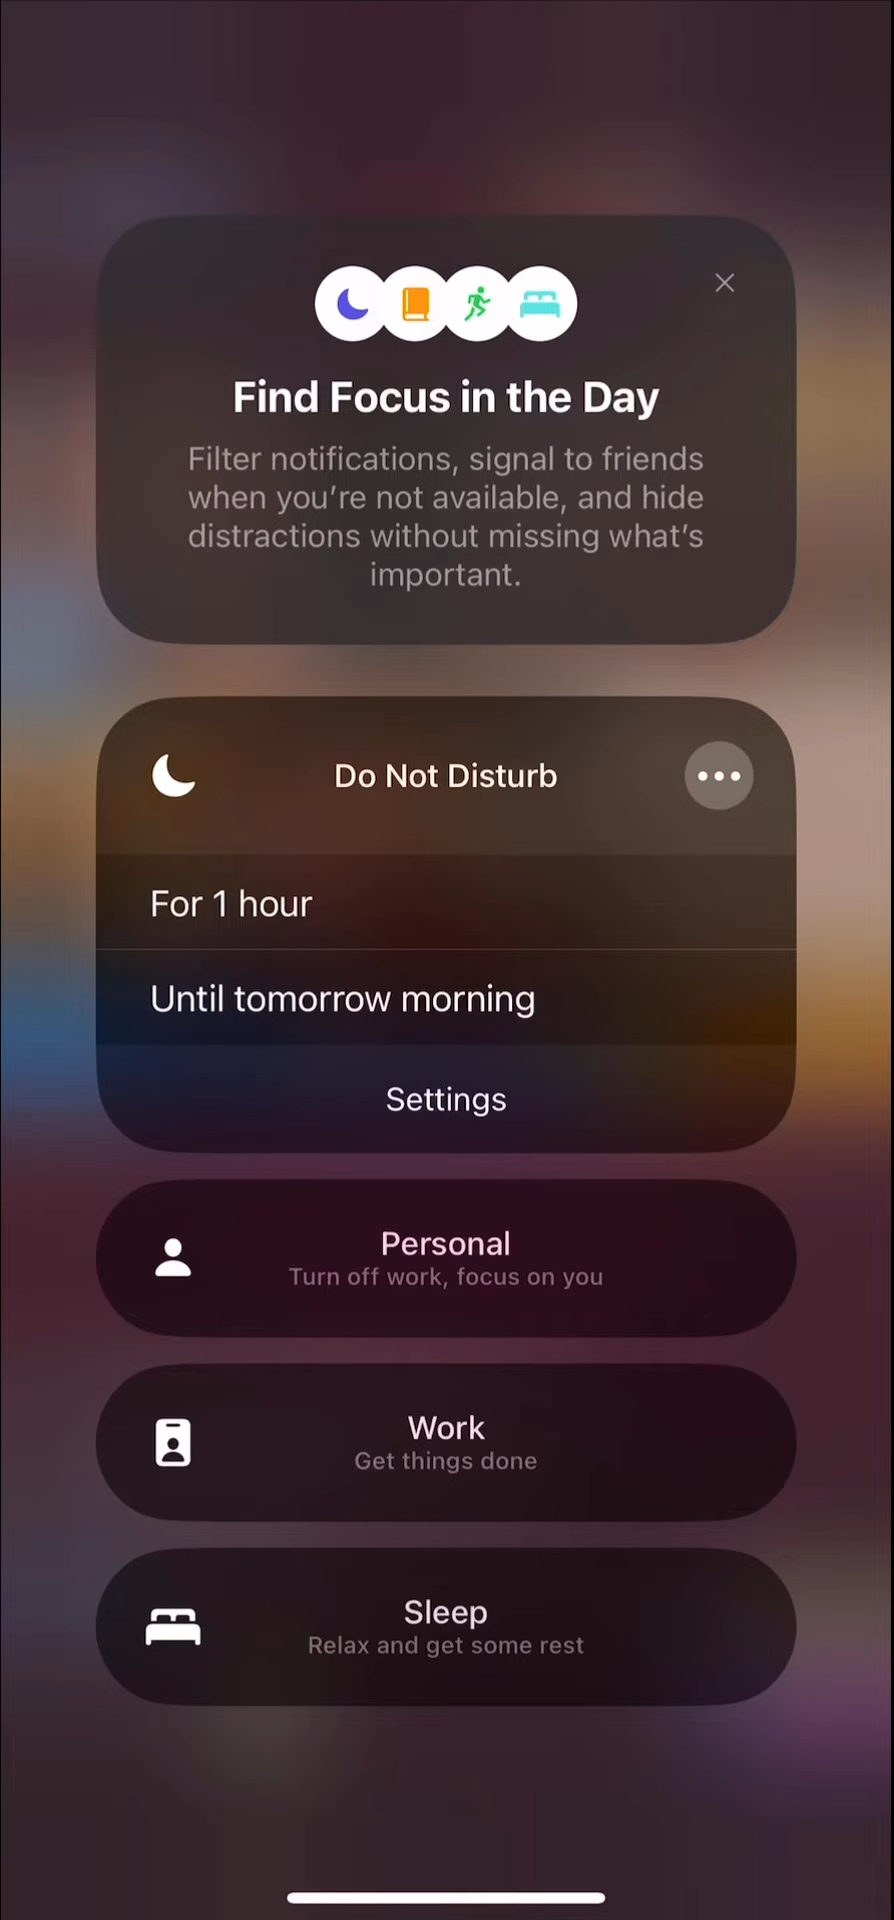 Find Focus in the Day
Filter notifications, signal to friends
when you’re not available, and hide
distractions without missing what’s
important.
Do Not Disturb
For 1 hour
Until tomorrow morning
Settings
Personal
Turn off work, focus on you
Work
Get things done
Sleep
Relax and get some rest